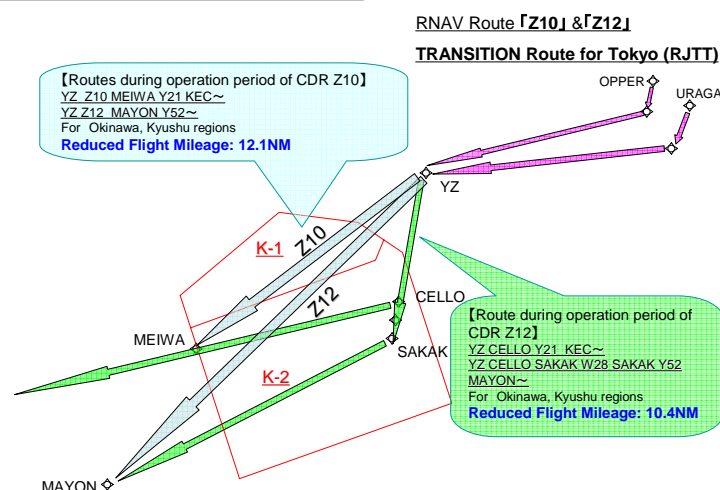 RNAV Route「Z10」&「Z12」
TRANSITION Route for Tokyo (RJTT)
【Routes during operation period of CDR Z10】
YZ Z10 MEIWA Y21 KEC～
YZ Z12 MAYON Y52～
For Okinawa, Kyushu regions
Reduced Flight Mileage: 12.1NM
OPPER
URAGA
YZ
K-1
Z10
Z12
CELLO
MEIWA
SAKAK
K-2
【Route during operation period of
CDR Z12】
YZ CELLO Y21 KEC～
YZ CELLO SAKAK W28 SAKAK Y52
MAYON～
For Okinawa, Kyushu regions
Reduced Flight Mileage: 10.4NM
MAYON